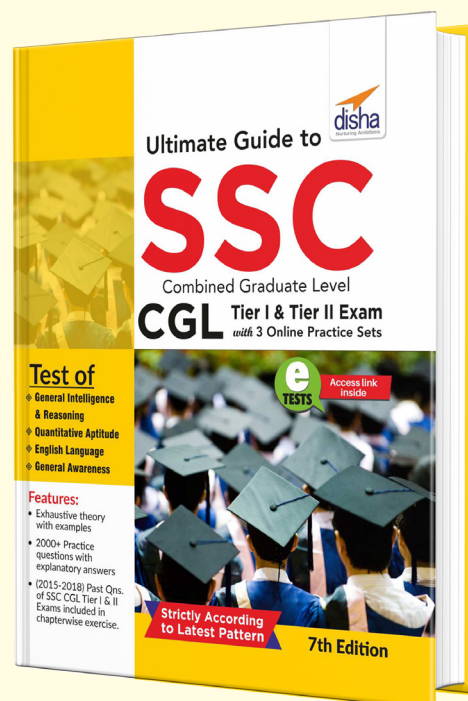 disha
Nurturing Ambitions
Ultimate Guide to
SSC
Combined Graduate Level
CGL Tier I & Tier II Exam
with 3 Online Practice Sets
e
TESTS
Access link
inside
Test of
General Intelligence
& Reasoning
Quantitative Aptitude
English Language
General Awareness
Features:
• Exhaustive theory
with examples
• 2000+ Practice
questions with
explanatory answers
• (2015-2018) Past Qns.
of SSC CGL Tier I & II
Exams included in
chapterwise exercise.
Strictly According
to Latest Pattern
7th Edition